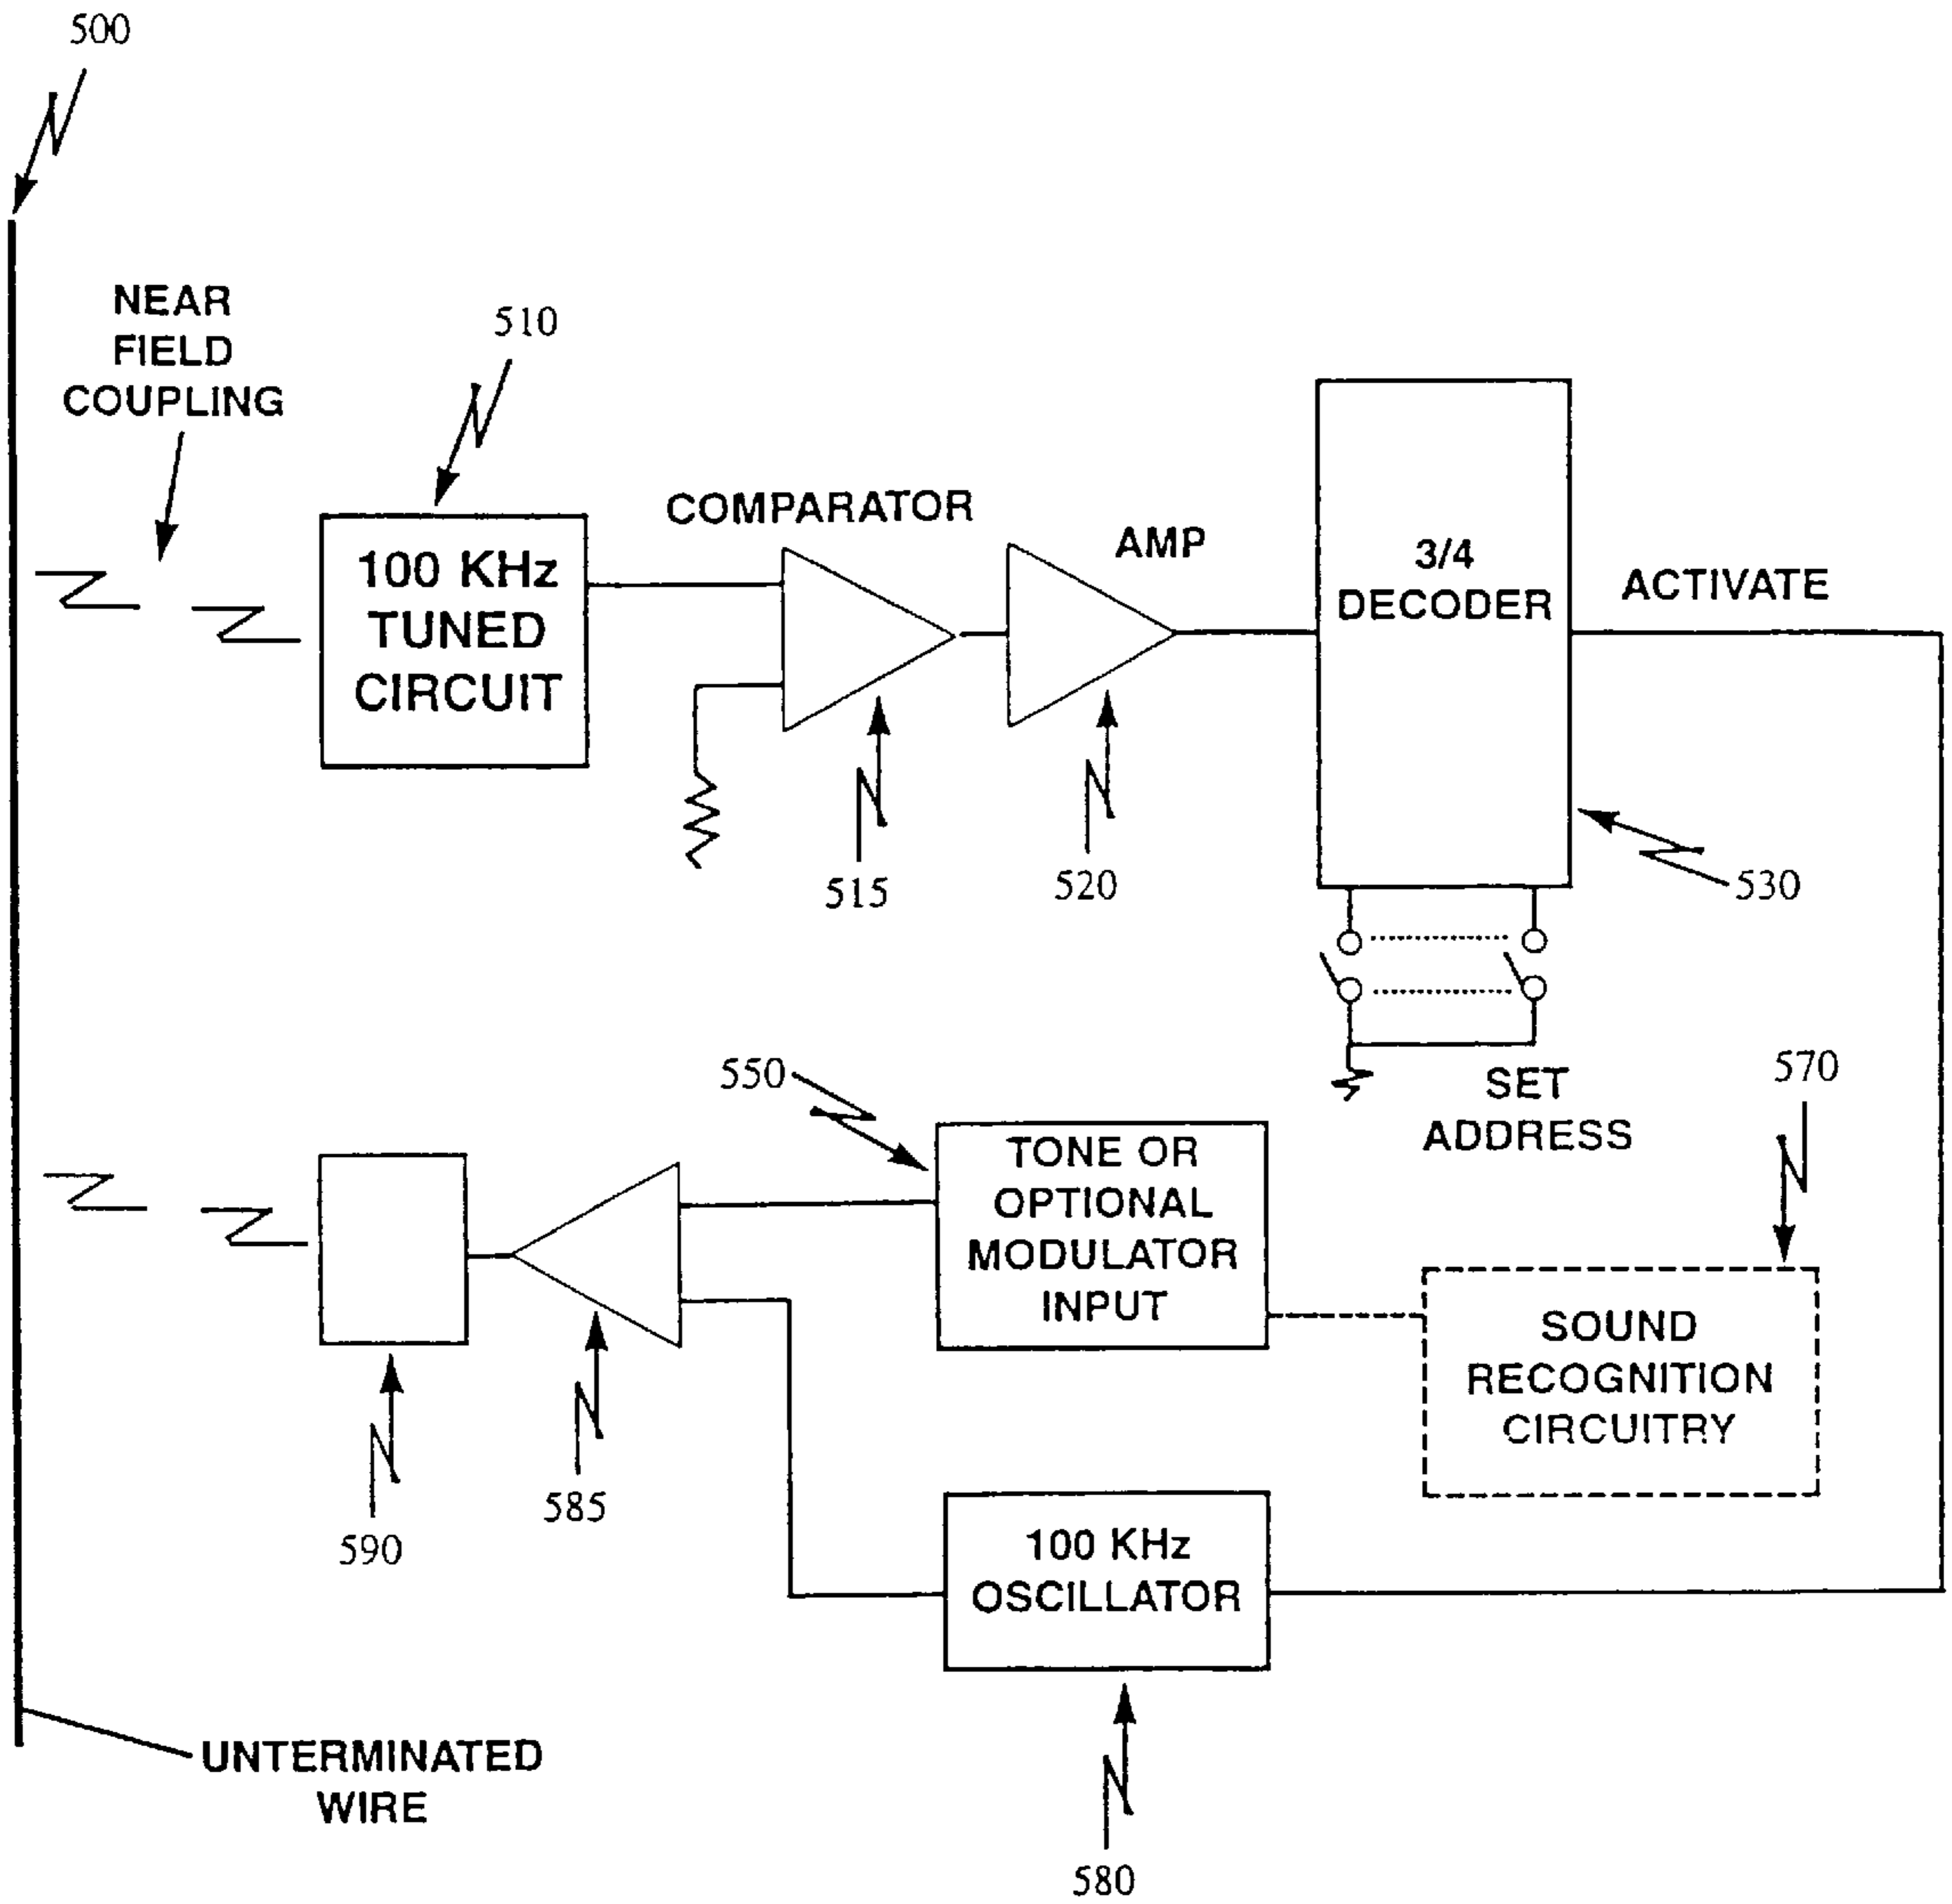 500
NEAR
FIELD
COUPLING
510
100 KHz
TUNED
CIRCUIT
COMPARATOR
515
AMP
520
3/4
DECODER
ACTIVATE
530
SET
ADDRESS
550
TONE OR
OPTIONAL
MODULATOR
INPUT
570
SOUND
RECOGNITION
CIRCUITRY
590
585
100 KHz
OSCILLATOR
580
UNTERMINATED
WIRE